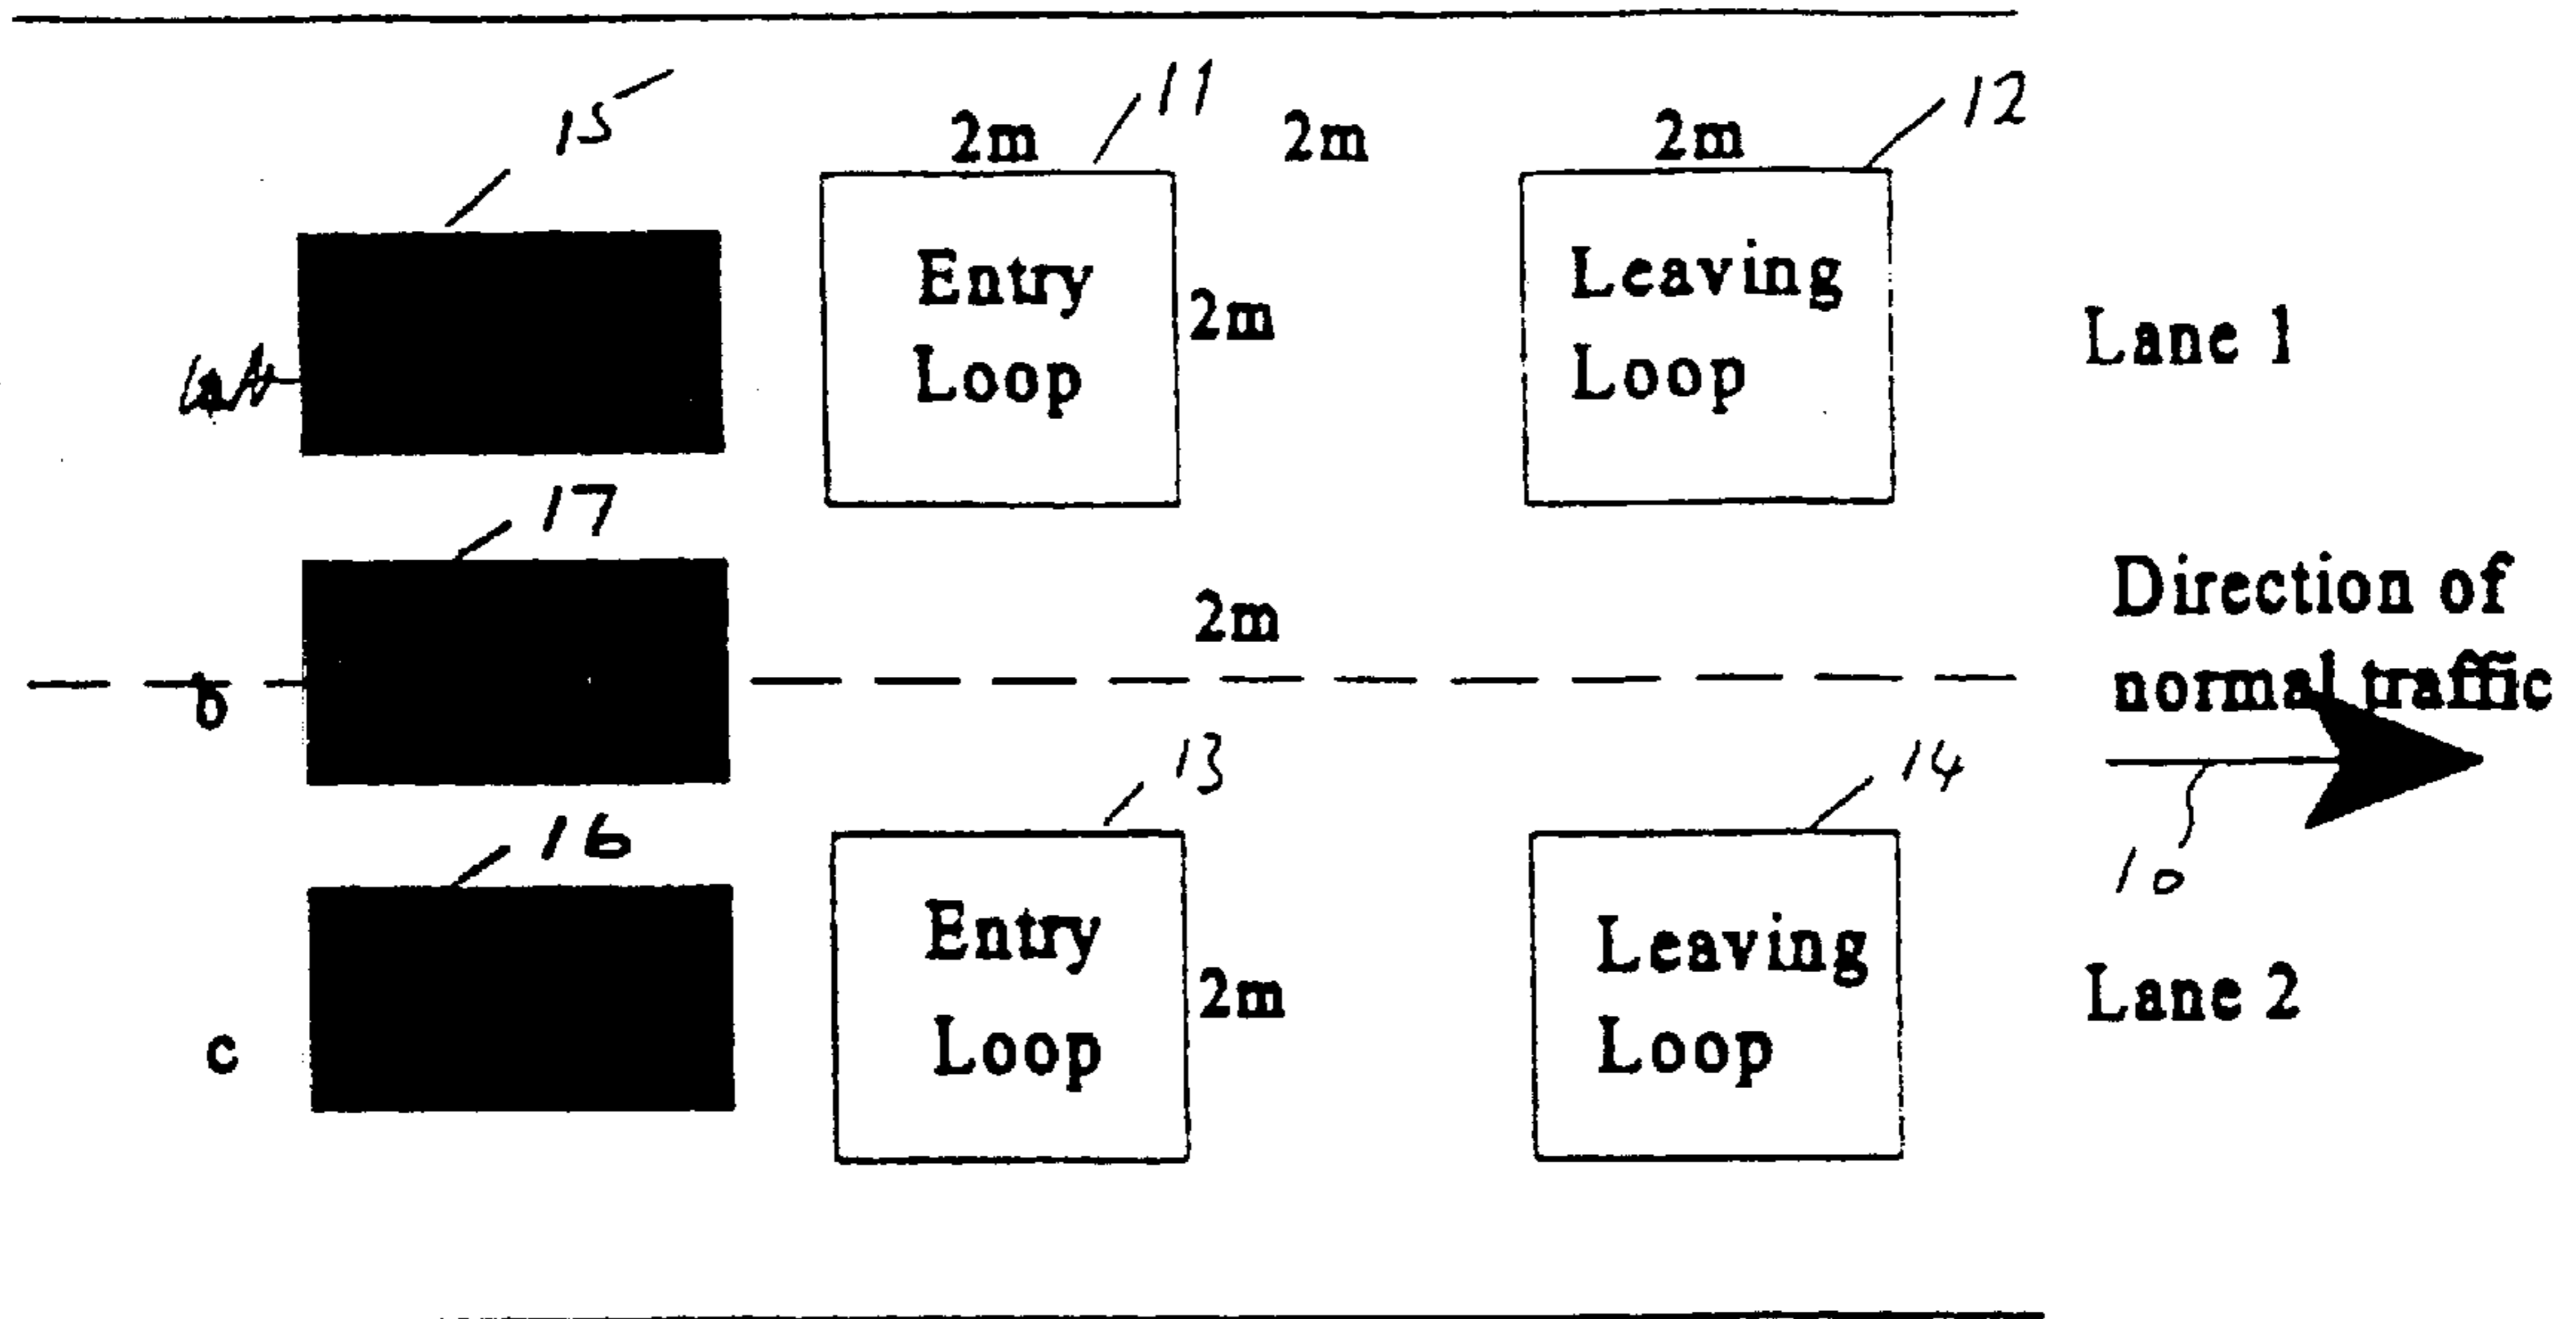 15
11
12
2m
2m
2m
Entry
Loop
2m
Leaving
Loop
Lane 1
17
2m
Direction of
normal traffic
b
10
13
14
16
Entry
Loop
2m
Leaving
Loop
Lane 2
c